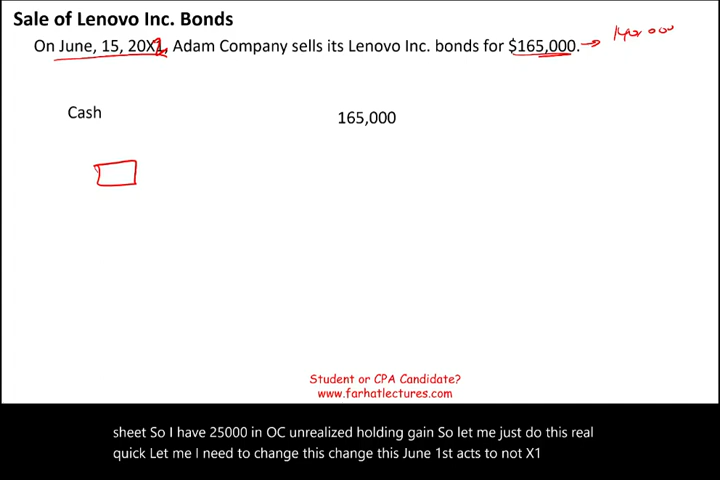 Sale of Lenovo Inc. Bonds
On June, 15, 20X2, Adam Company sells its Lenovo Inc. bonds for $165,000. → 140 000
Cash 165,000
Student or CPA Candidate?
www.farhatlectures.com
sheet So I have 25000 in OC unrealized holding gain So let me just do this real
quick Let me I need to change this change this June 1st acts to not X1